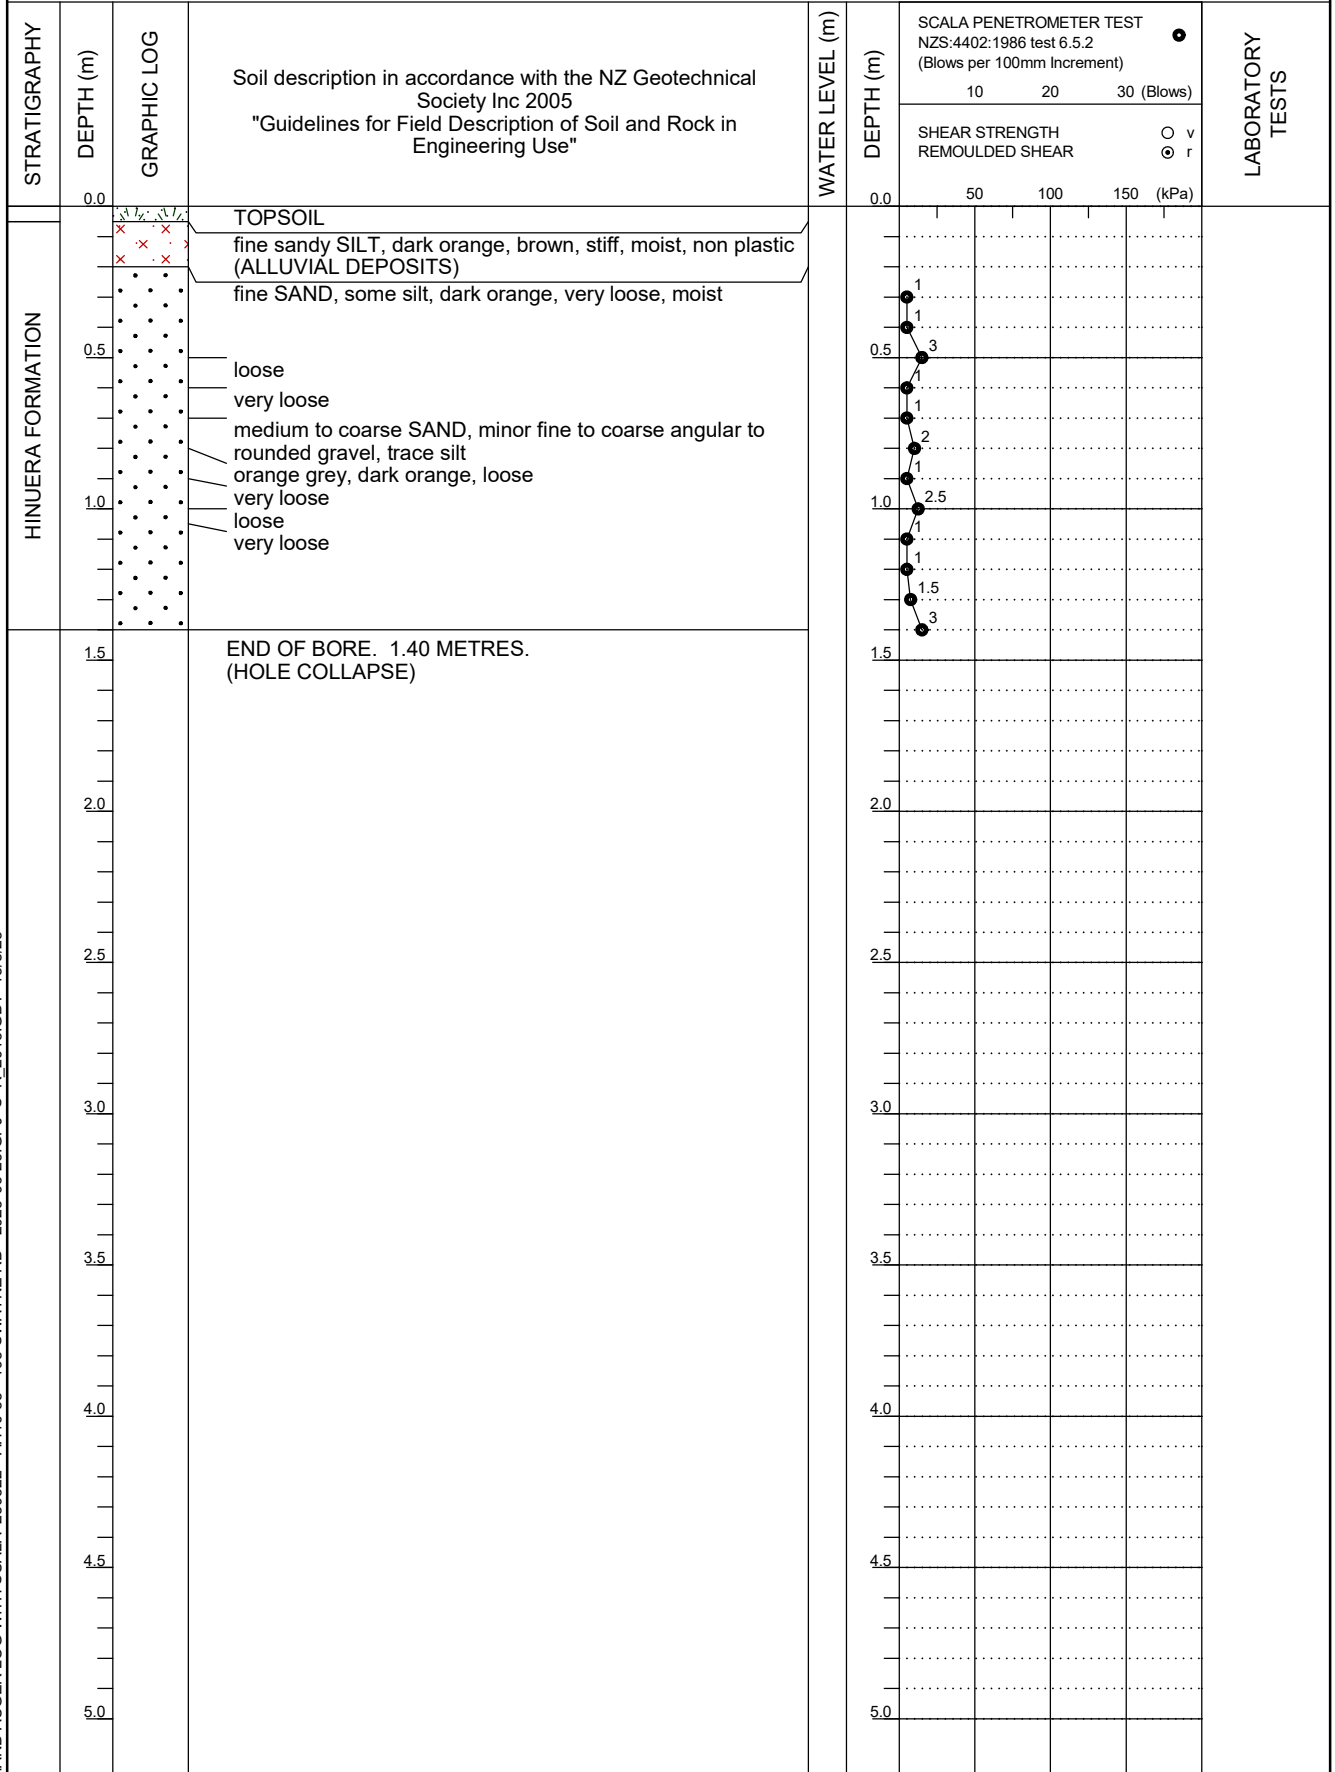 STRATIGRAPHY
DEPTH (m)
GRAPHIC LOG
Soil description in accordance with the NZ Geotechnical
Society Inc 2005
"Guidelines for Field Description of Soil and Rock in
Engineering Use"
WATER LEVEL (m)
DEPTH (m)
SCALA PENETROMETER TEST
NZS:4402:1986 test 6.5.2
(Blows per 100mm Increment)
10 20 30 (Blows)
SHEAR STRENGTH v
REMOULDED SHEAR r
50 100 150 (kPa)
LABORATORY
TESTS
HINUERA FORMATION
0.0
0.5
1.0
1.5
2.0
2.5
3.0
3.5
4.0
4.5
5.0
TOPSOIL
fine sandy SILT, dark orange, brown, stiff, moist, non plastic
(ALLUVIAL DEPOSITS)
fine SAND, some silt, dark orange, very loose, moist
loose
very loose
medium to coarse SAND, minor fine to coarse angular to
rounded gravel, trace silt
orange grey, dark orange, loose
very loose
loose
very loose
END OF BORE. 1.40 METRES.
(HOLE COLLAPSE)
0.0
0.5
1.0
1.5
2.0
2.5
3.0
3.5
4.0
4.5
5.0
1
1
3
1
1
2
1
2.5
1
1
1.5
3